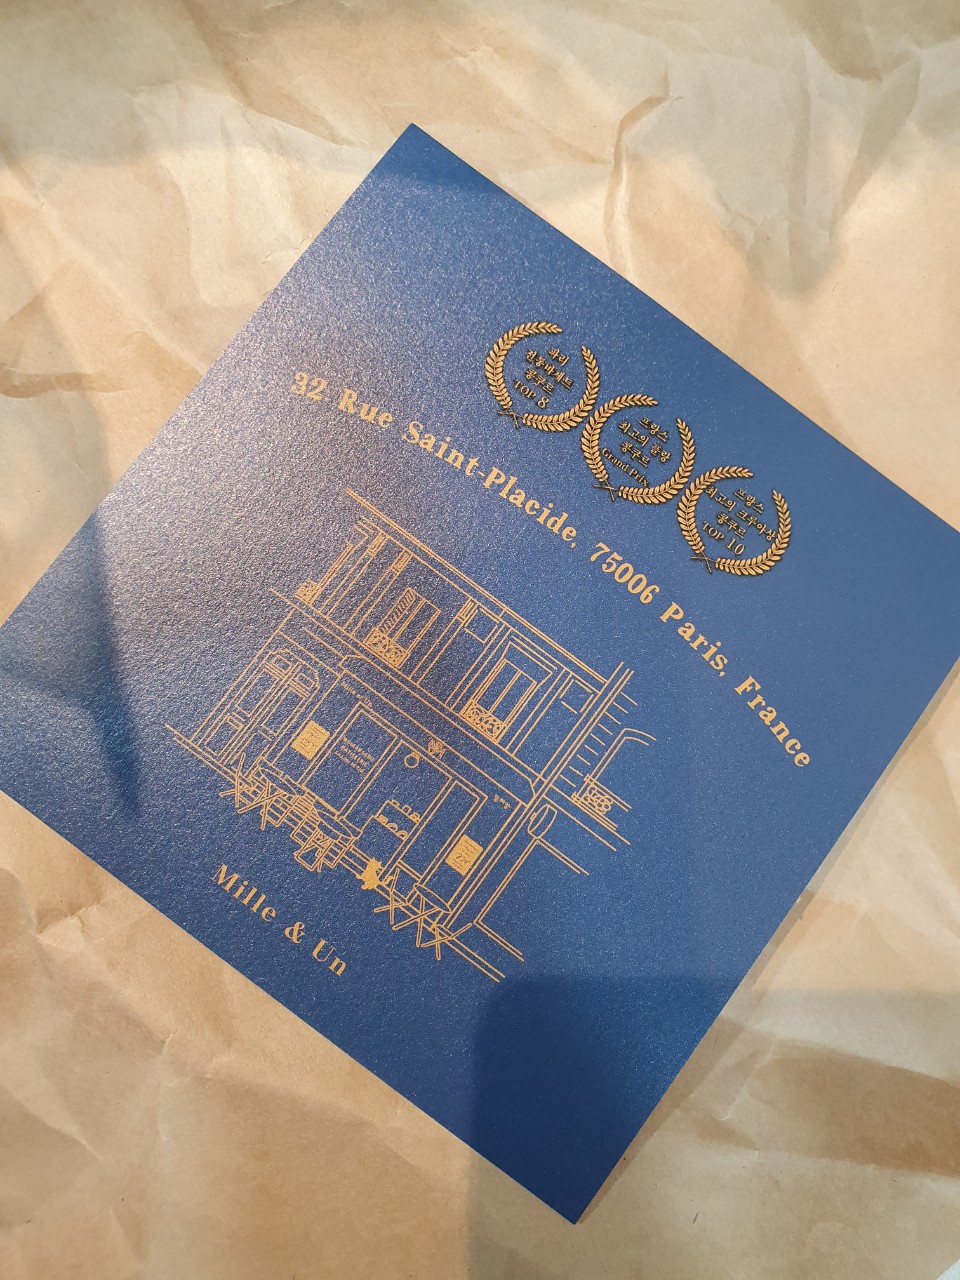 파리
전통바게트
콩쿠르
TOP 8
프랑스
최고의 플랑
콩쿠르
Grand Prix
프랑스
최고의 크루아상
콩쿠르
TOP 10
32 Rue Saint-Placide, 75006 Paris, France
Mille & Un